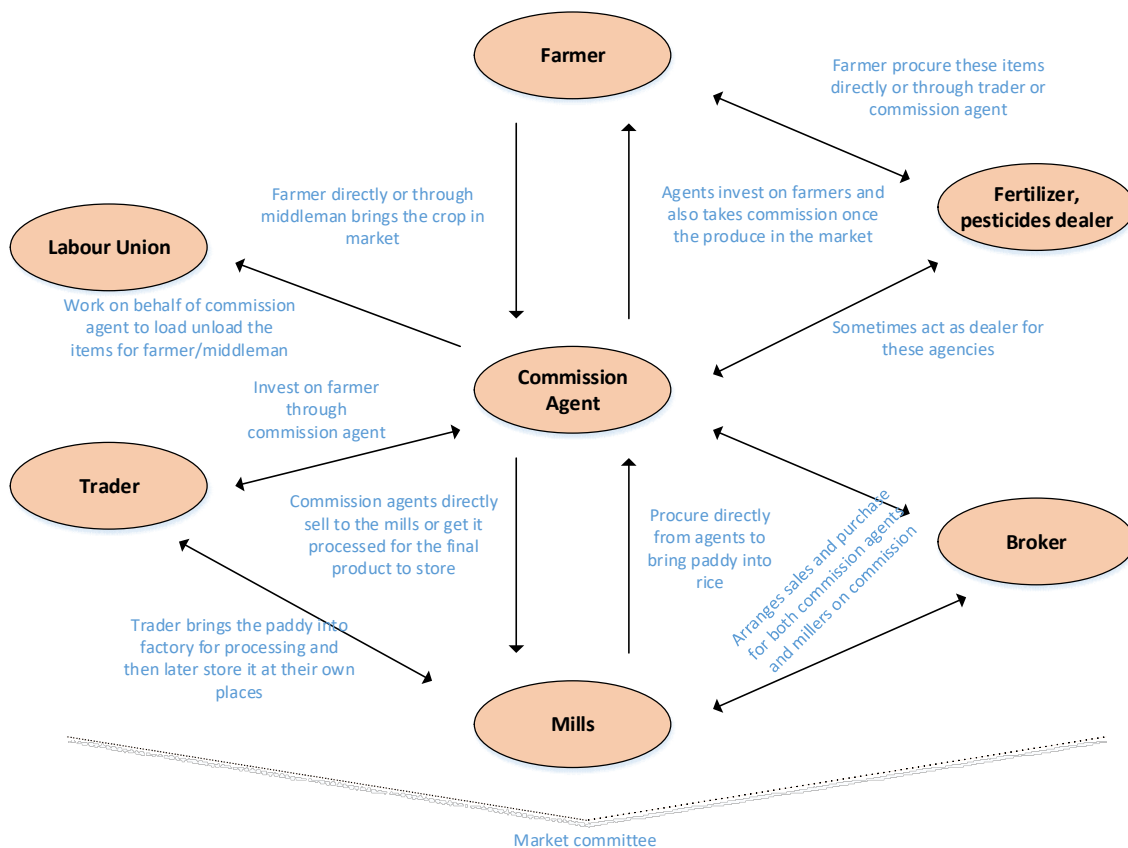 Farmer
Farmer procure these items
directly or through trader or
commission agent
Farmer directly or through
middleman brings the crop in
market
Agents invest on farmers and
also takes commission once
the produce in the market
Fertilizer,
pesticides dealer
Labour Union
Work on behalf of commission
agent to load unload the
items for farmer/middleman
Sometimes act as dealer for
these agencies
Commission
Agent
Invest on farmer
through
commission agent
Trader
Commission agents directly
sell to the mills or get it
processed for the final
product to store
Procure directly
from agents to
bring paddy into
rice
Broker
Arranges sales and purchase
for both commission agents
and millers on commission
Trader brings the paddy into
factory for processing and
then later store it at their own
places
Mills
Market committee